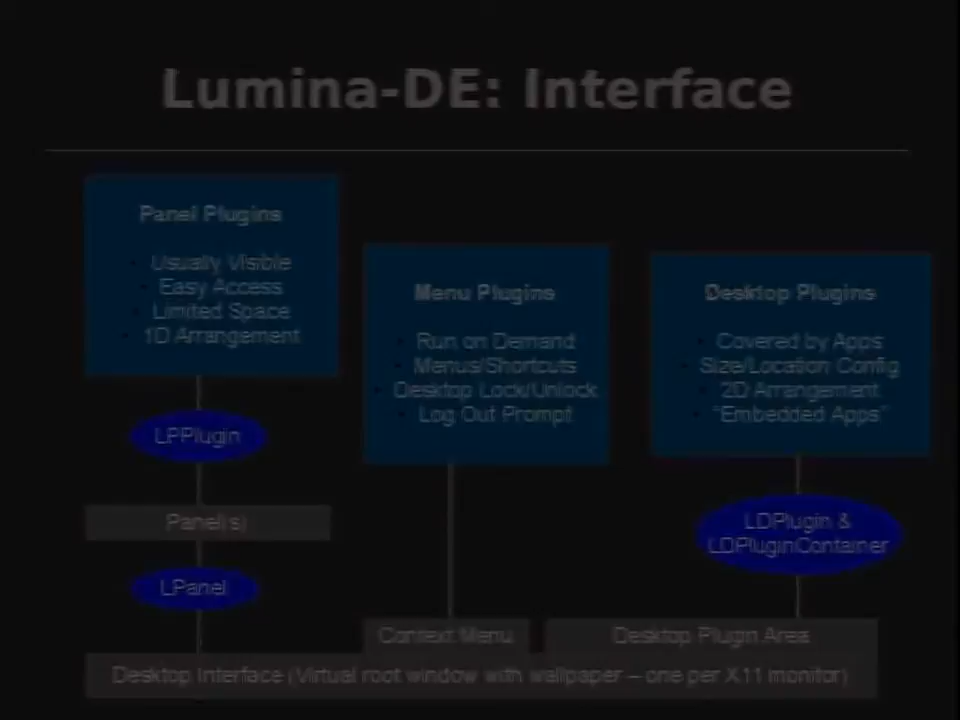 Lumina-DE: Interface
Panel Plugins
• Usually Visible
• Easy Access
• Limited Space
• 1D Arrangement
Menu Plugins
• Run on Demand
• Menus/Shortcuts
• Desktop Lock/Unlock
• Log Out Prompt
Desktop Plugins
• Covered by Apps
• Size/Location Config
• 2D Arrangement
• "Embedded Apps"
LPPlugin
Panel(s)
LPanel
LDPlugin &
LDPluginContainer
Context Menu
Desktop Plugin Area
Desktop Interface (Virtual root window with wallpaper – one per X11 monitor)